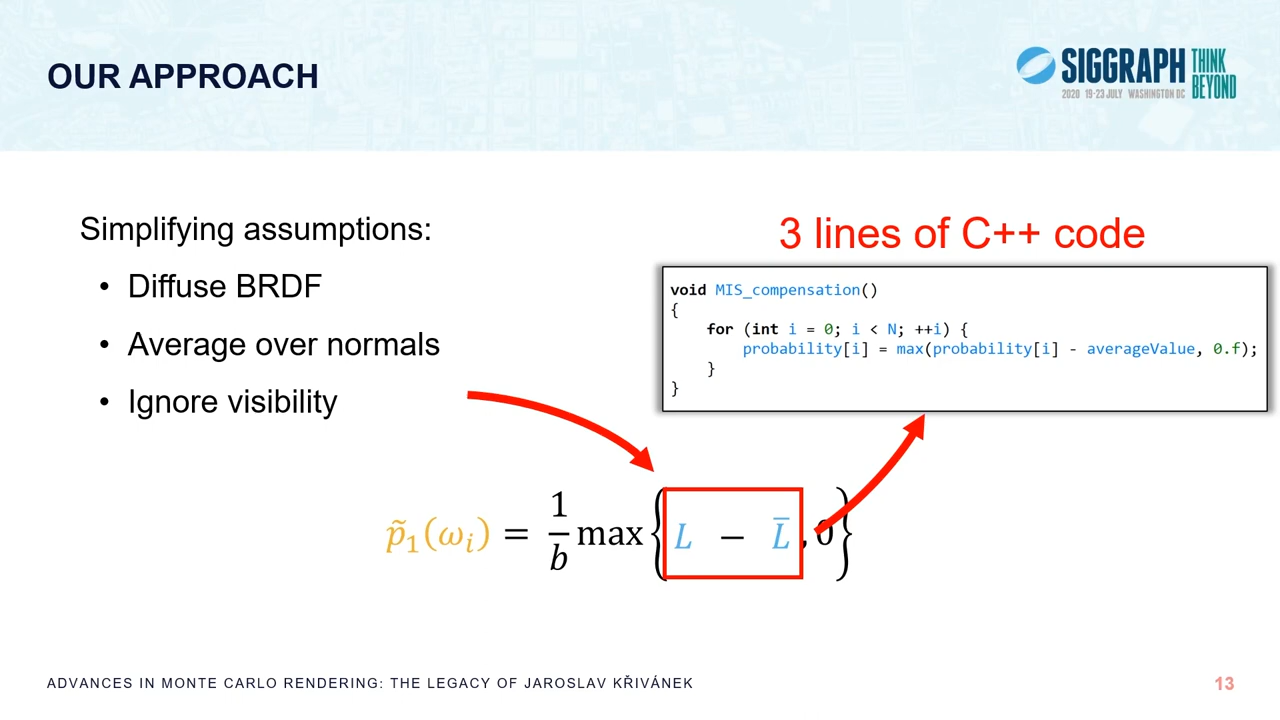 OUR APPROACH
SIGGRAPH
THINK
BEYOND
2020 19-23 JULY WASHINGTON DC
Simplifying assumptions:
• Diffuse BRDF
• Average over normals
• Ignore visibility
3 lines of C++ code
void MIS_compensation()
{
    for (int i = 0; i < N; ++i) {
        probability[i] = max(probability[i] - averageValue, 0.f);
    }
}
p̃₁(ωᵢ) = 1/b max{L − L̄, 0}
ADVANCES IN MONTE CARLO RENDERING: THE LEGACY OF JAROSLAV KŘIVÁNEK
13